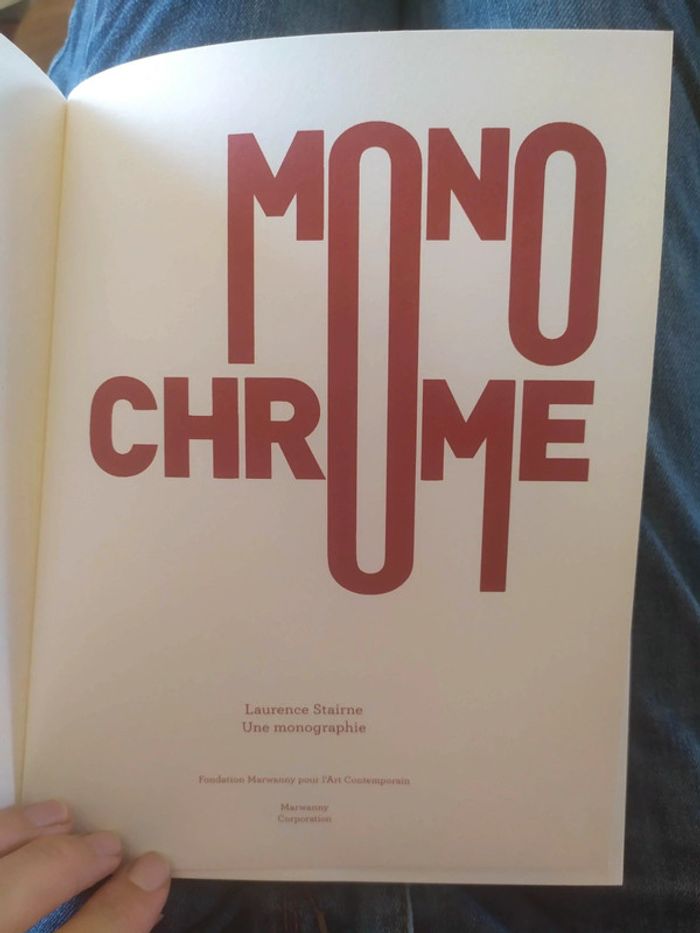 MONO
CHROME
Laurence Stairne
Une monographie
Fondation Marwanny pour l'Art Contemporain
Marwanny
Corporation